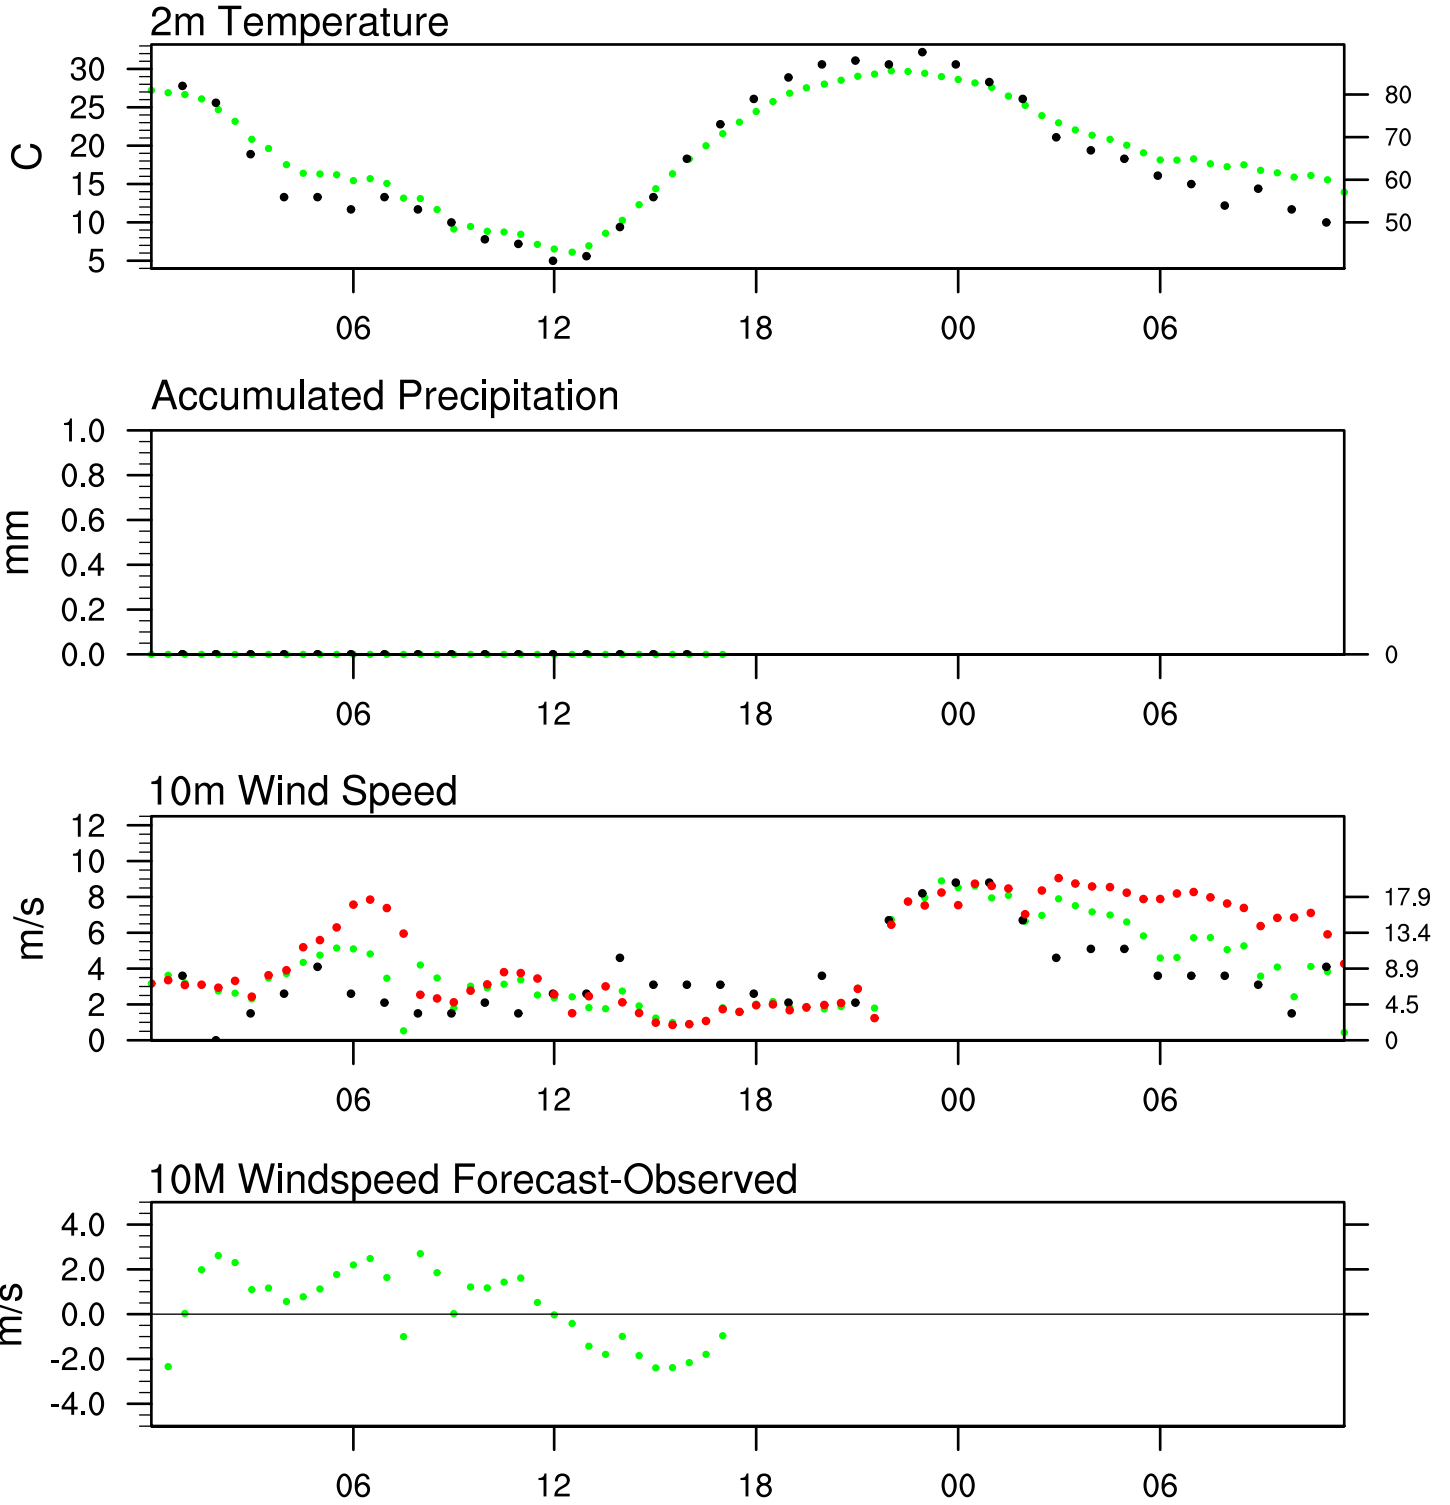 2m Temperature
30
25
20
15
10
5
C
80
70
60
50
06 12 18 00 06
Accumulated Precipitation
1.0
0.8
0.6
0.4
0.2
0.0
mm
0
06 12 18 00 06
10m Wind Speed
12
10
8
6
4
2
0
m/s
17.9
13.4
8.9
4.5
0
06 12 18 00 06
10M Windspeed Forecast-Observed
4.0
2.0
0.0
-2.0
-4.0
m/s
06 12 18 00 06